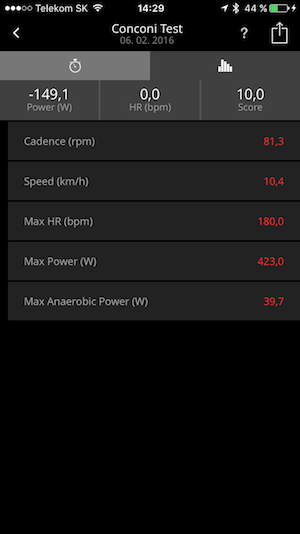 Telekom SK 14:29 44 %
Conconi Test
06. 02. 2016
?
-149,1 0,0 10,0
Power (W) HR (bpm) Score
Cadence (rpm) 81,3
Speed (km/h) 10,4
Max HR (bpm) 180,0
Max Power (W) 423,0
Max Anaerobic Power (W) 39,7